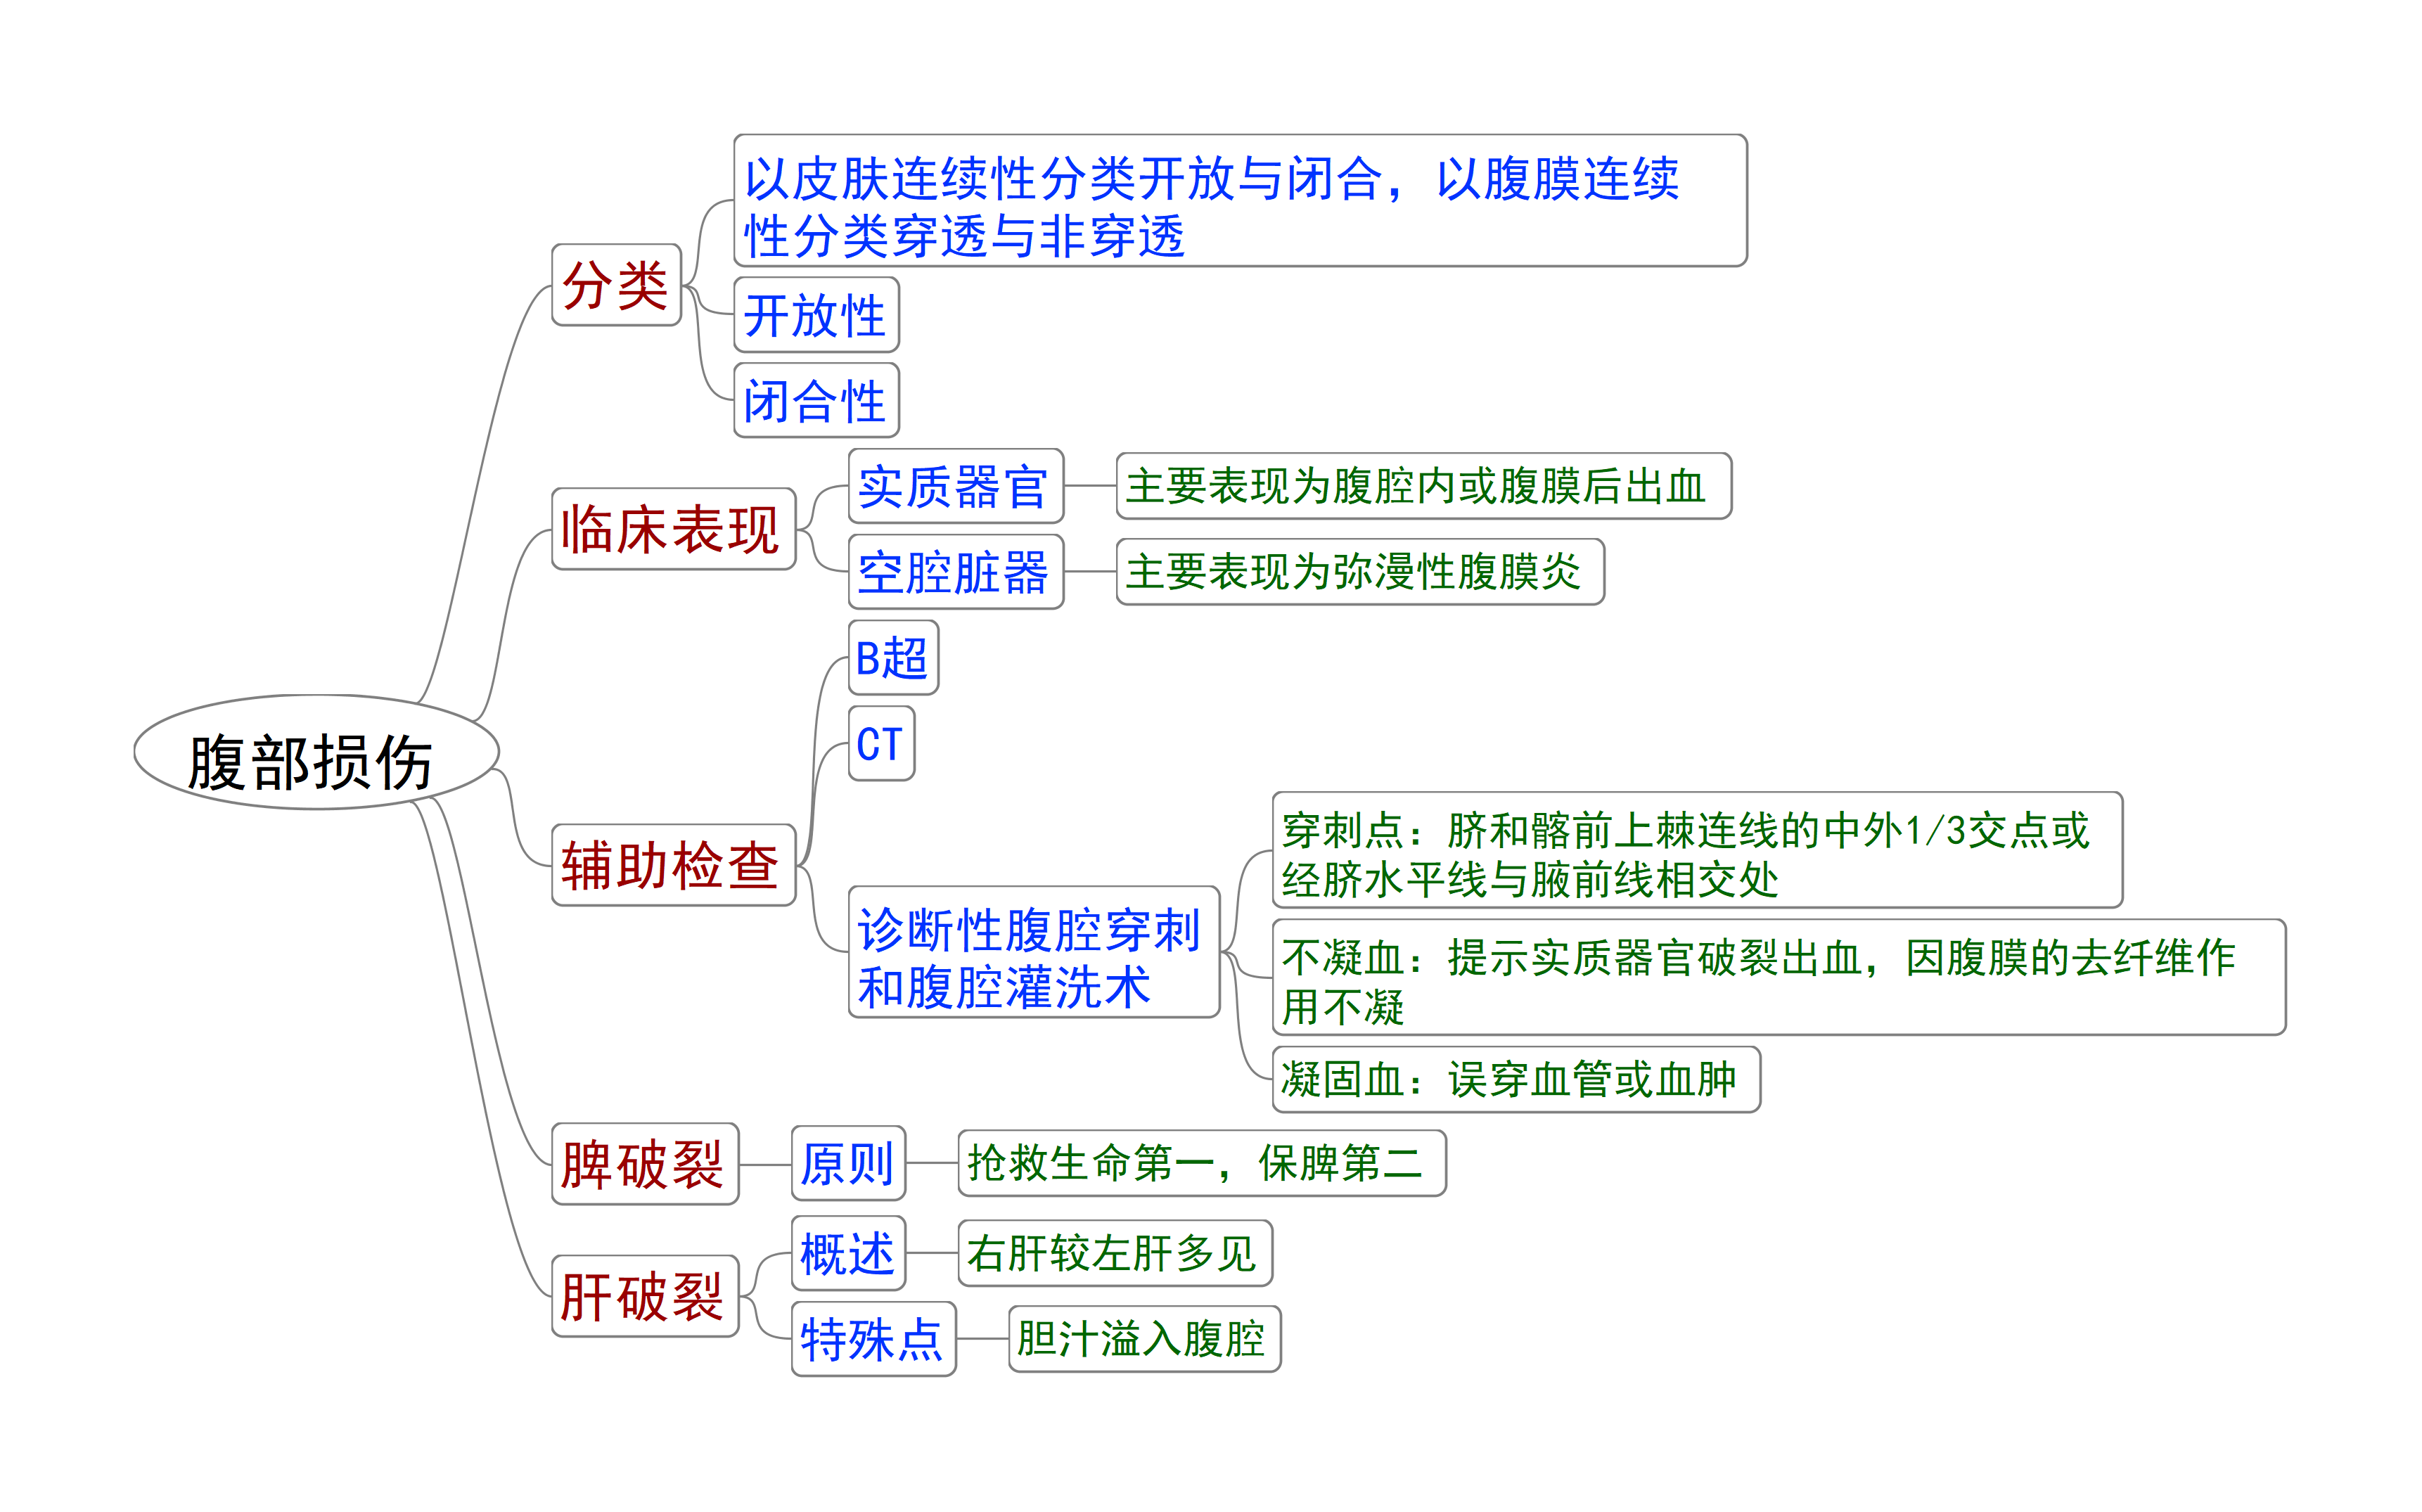 腹部损伤
分类
以皮肤连续性分类开放与闭合，以腹膜连续
性分类穿透与非穿透
开放性
闭合性
临床表现
实质器官
主要表现为腹腔内或腹膜后出血
空腔脏器
主要表现为弥漫性腹膜炎
辅助检查
B超
CT
诊断性腹腔穿刺
和腹腔灌洗术
穿刺点：脐和髂前上棘连线的中外1/3交点或
经脐水平线与腋前线相交处
不凝血：提示实质器官破裂出血，因腹膜的去纤维作
用不凝
凝固血：误穿血管或血肿
脾破裂
原则
抢救生命第一，保脾第二
肝破裂
概述
右肝较左肝多见
特殊点
胆汁溢入腹腔